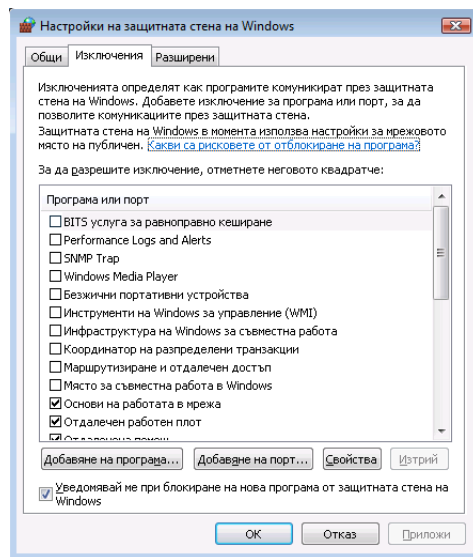 Настройки на защитната стена на Windows
Общи Изключения Разширени
Изключенията определят как програмите комуникират през защитната
стена на Windows. Добавете изключение за програма или порт, за да
позволите комуникациите през защитната стена.
Защитната стена на Windows в момента използва настройки за мрежовото
място на публичен. Какви са рисковете от отблокиране на програма?
За да разрешите изключение, отметнете неговото квадратче:
Програма или порт
BITS услуга за равноправно кеширане
Performance Logs and Alerts
SNMP Trap
Windows Media Player
Безжични портативни устройства
Инструменти на Windows за управление (WMI)
Инфраструктура на Windows за съвместна работа
Координатор на разпределени транзакции
Маршрутизиране и отдалечен достъп
Място за съвместна работа в Windows
Основи на работата в мрежа
Отдалечен работен плот
Отдалечена помощ
Добавяне на програма... Добавяне на порт... Свойства Изтрий
Уведомявай ме при блокиране на нова програма от защитната стена на
Windows
OK Отказ Приложи